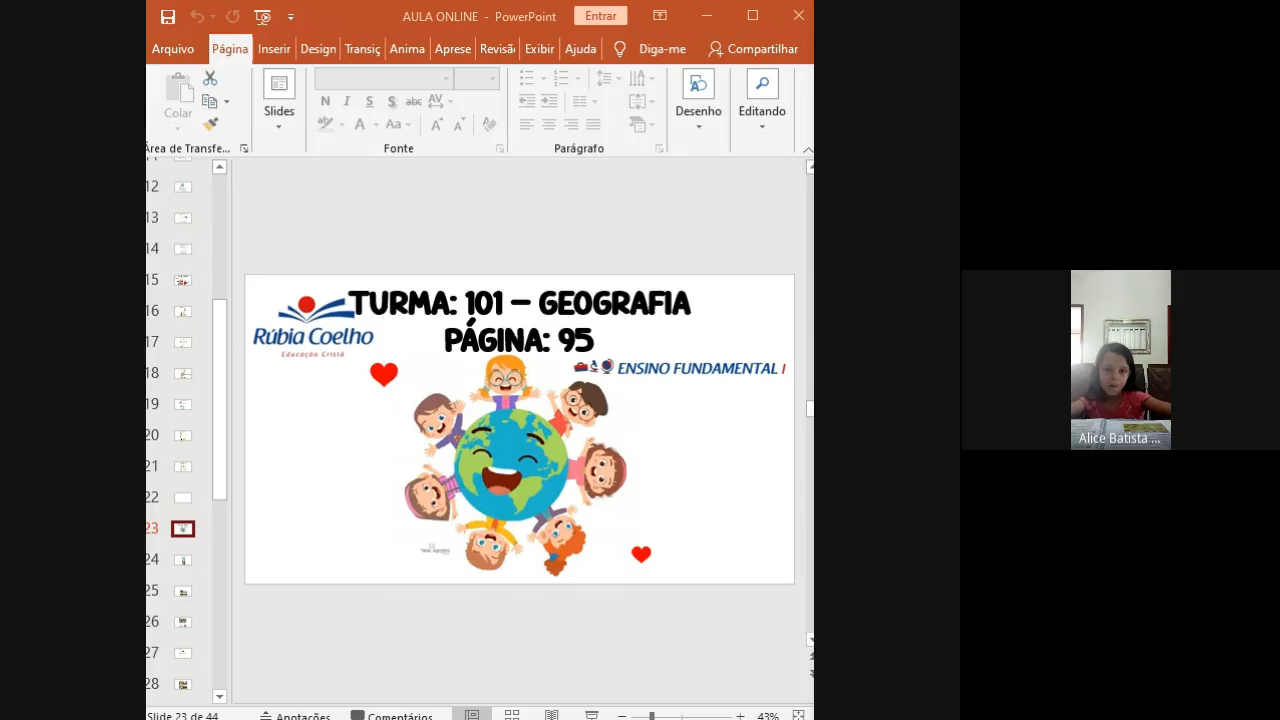 AULA ONLINE - PowerPoint
Entrar
Arquivo
Página
Inserir
Design
Transiç
Anima
Aprese
Revisã
Exibir
Ajuda
Diga-me
Compartilhar
Colar
Slides
N I S S abc AV
A Aa A A
Desenho
Editando
Área de Transfe...
Fonte
Parágrafo
12
13
14
15
16
17
18
19
20
21
22
23
24
25
26
27
28
TURMA: 101 – GEOGRAFIA
PÁGINA: 95
Rúbia Coelho
Educação Cristã
ENSINO FUNDAMENTAL I
Alice Batista ...
Slide 23 de 44
Anotações
Comentários
43%